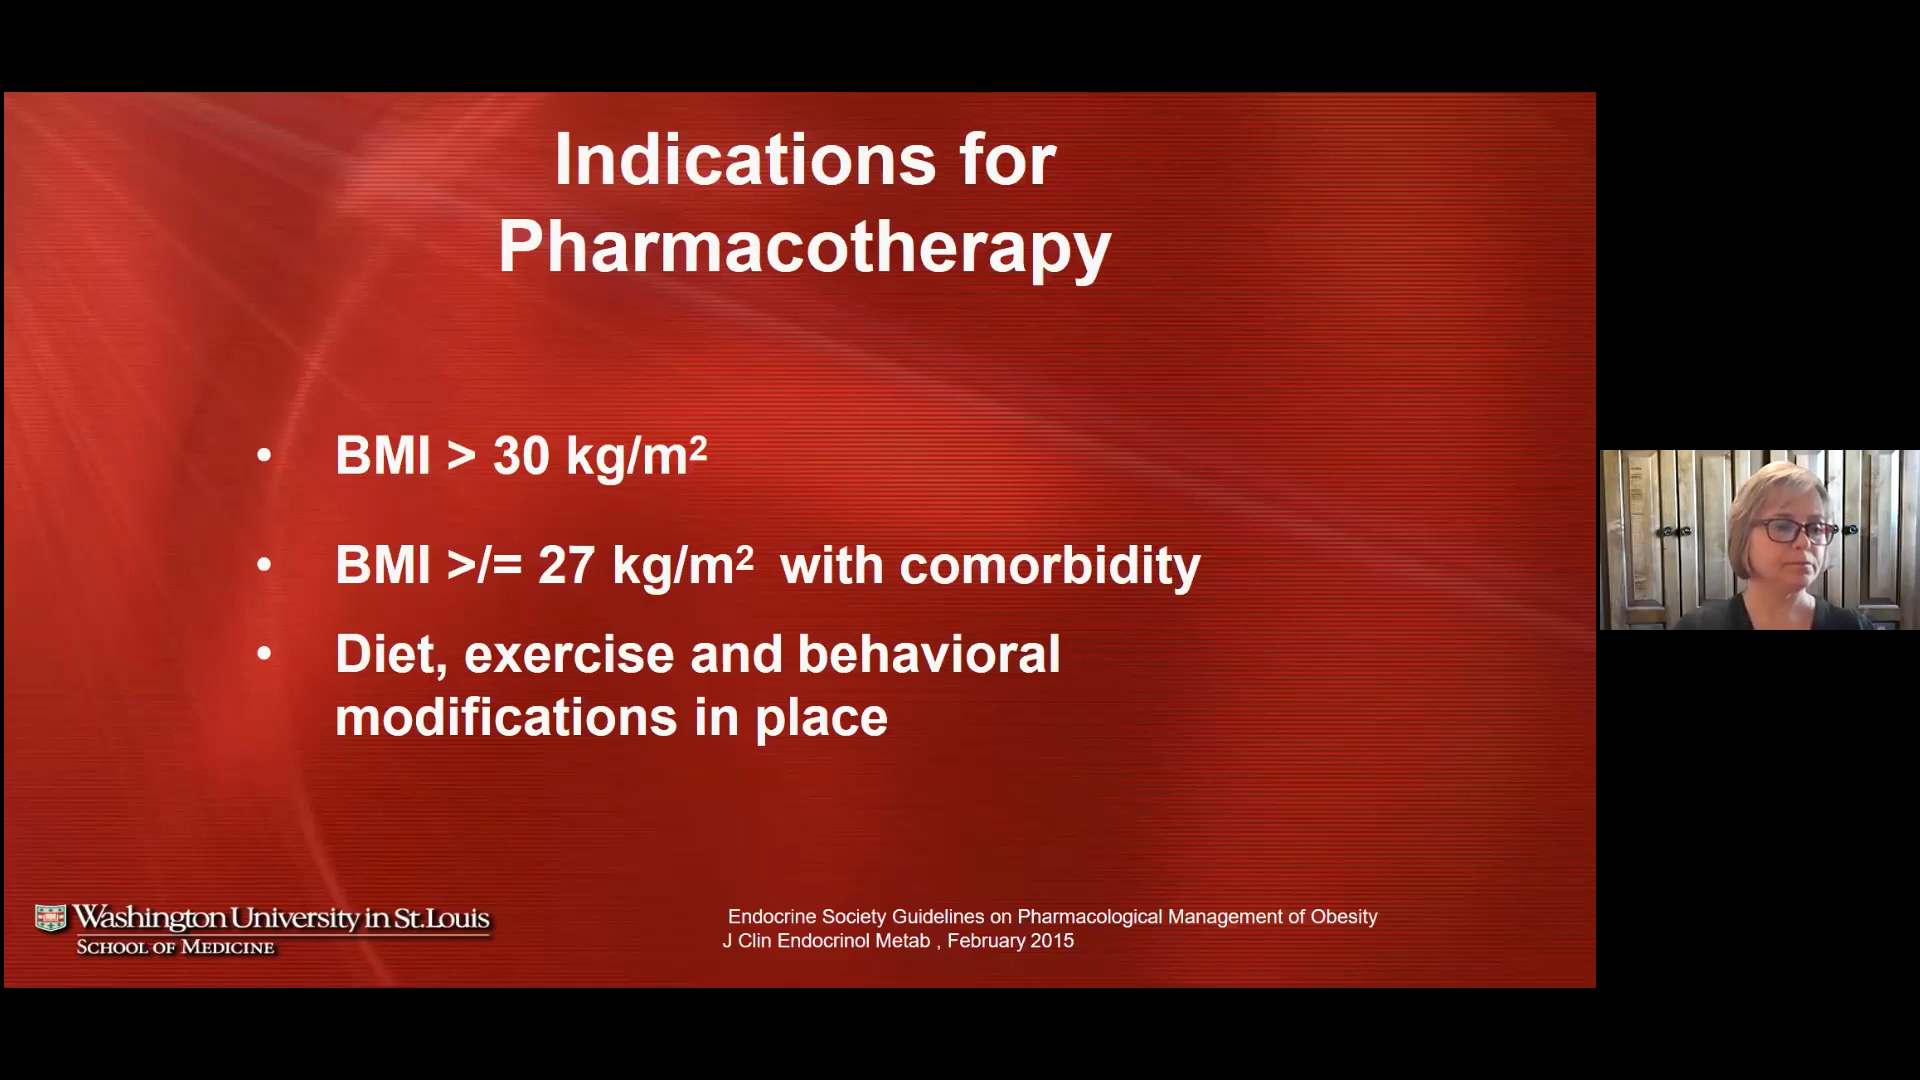 Indications for
Pharmacotherapy
• BMI > 30 kg/m²
• BMI >/= 27 kg/m² with comorbidity
• Diet, exercise and behavioral
modifications in place
Washington University in St. Louis
SCHOOL OF MEDICINE
Endocrine Society Guidelines on Pharmacological Management of Obesity
J Clin Endocrinol Metab , February 2015